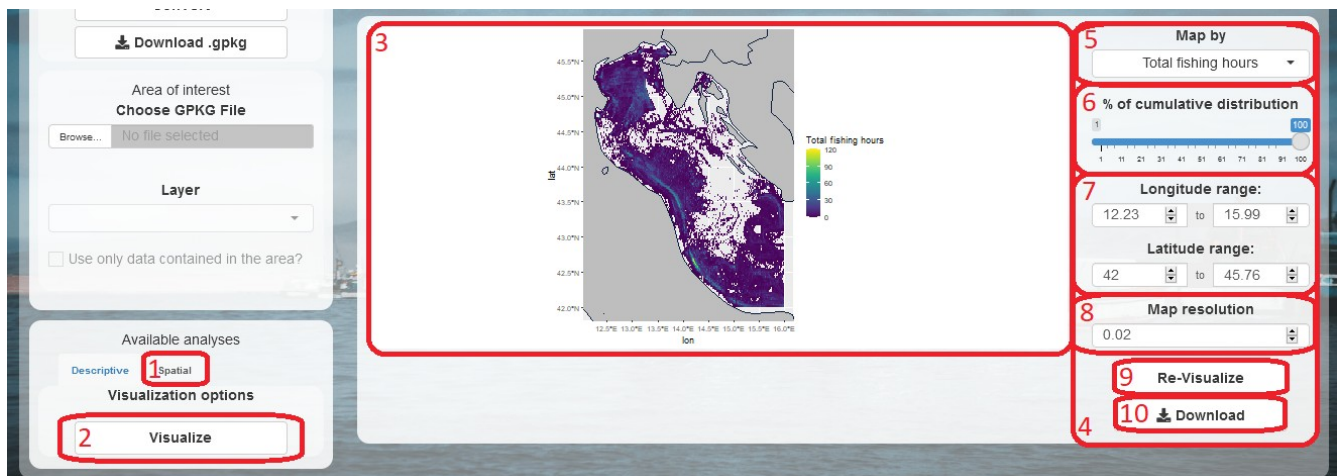 Download .gpkg
Area of interest
Choose GPKG File
Browse... No file selected
Layer
Use only data contained in the area?
Available analyses
Descriptive 1 Spatial
Visualization options
2 Visualize
3
45.5°N
45.0°N
44.5°N
44.0°N
43.5°N
43.0°N
42.5°N
42.0°N
lat
12.5°E 13.0°E 13.5°E 14.0°E 14.5°E 15.0°E 15.5°E 16.0°E
lon
Total fishing hours
120
90
60
30
0
4
5 Map by
Total fishing hours
6 % of cumulative distribution
1 100
1 11 21 31 41 51 61 71 81 91 100
7 Longitude range:
12.23 to 15.99
Latitude range:
42 to 45.76
8 Map resolution
0.02
9 Re-Visualize
10 Download